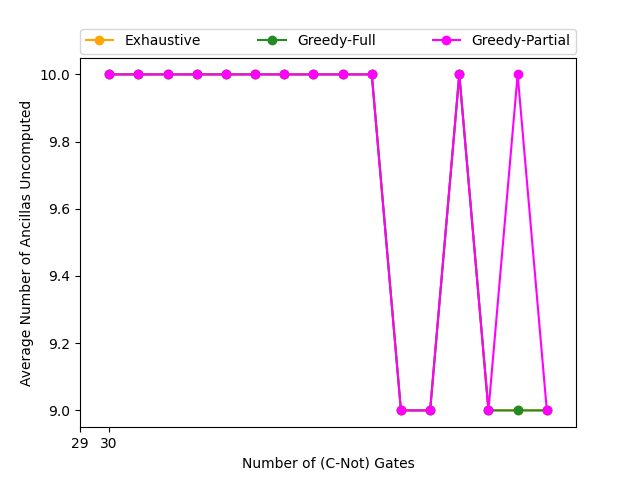 Exhaustive Greedy-Full Greedy-Partial
10.0
9.8
9.6
9.4
9.2
9.0
Average Number of Ancillas Uncomputed
29 30
Number of (C-Not) Gates